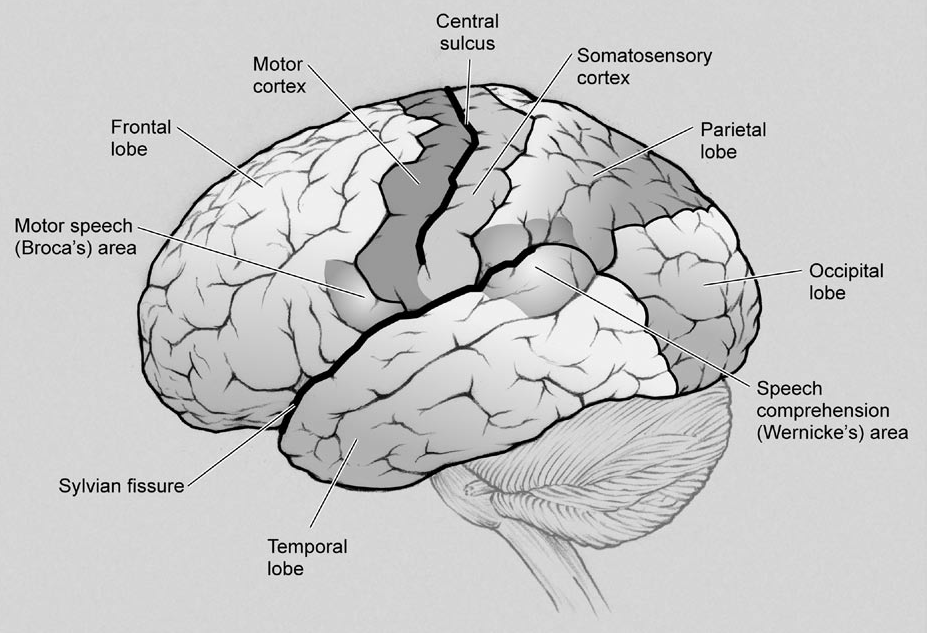 Central
sulcus
Motor
cortex
Somatosensory
cortex
Frontal
lobe
Parietal
lobe
Motor speech
(Broca's) area
Occipital
lobe
Speech
comprehension
(Wernicke's) area
Sylvian fissure
Temporal
lobe